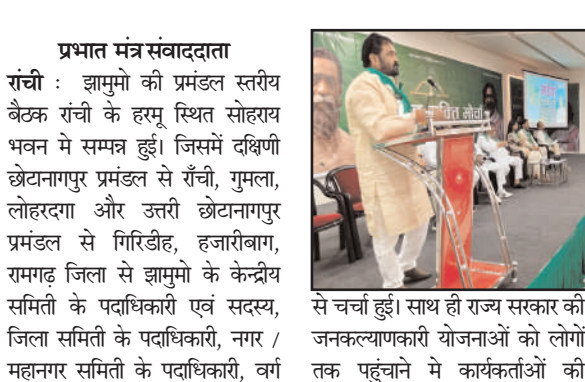 प्रभात मंत्र संवाददाता
रांची : झामुमो की प्रमंडल स्तरीय
बैठक रांची के हरमू स्थित सोहराय
भवन मे सम्पन्न हुई। जिसमें दक्षिणी
छोटानागपुर प्रमंडल से राँची, गुमला,
लोहरदगा और उत्तरी छोटानागपुर
प्रमंडल से गिरिडीह, हजारीबाग,
रामगढ़ जिला से झामुमो के केन्द्रीय
समिती के पदाधिकारी एवं सदस्य,
जिला समिती के पदाधिकारी, नगर /
महानगर समिती के पदाधिकारी, वर्ग
मोर्चा
से चर्चा हुई। साथ ही राज्य सरकार की
जनकल्याणकारी योजनाओं को लोगों
तक पहुंचाने मे कार्यकर्ताओं की